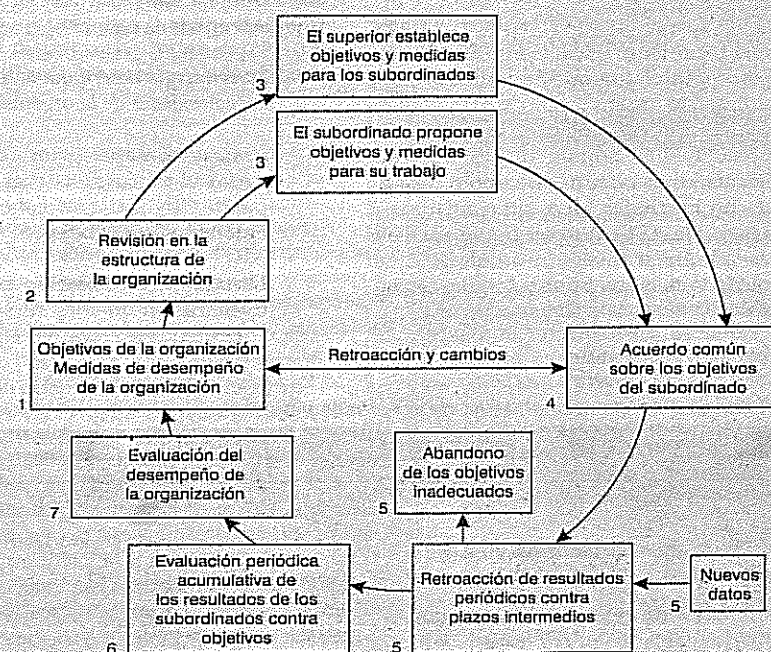 El superior establece
objetivos y medidas
para los subordinados
3
El subordinado propone
objetivos y medidas
para su trabajo
3
Revisión en la
estructura de
la organización
2
Objetivos de la organización
Medidas de desempeño
de la organización
1
Retroacción y cambios
Acuerdo común
sobre los objetivos
del subordinado
4
Evaluación del
desempeño de
la organización
7
Abandono
de los objetivos
inadecuados
5
Evaluación periódica
acumulativa de
los resultados de los
subordinados contra
objetivos
6
Retroacción de resultados
periódicos contra
plazos intermedios
5
Nuevos
datos
5